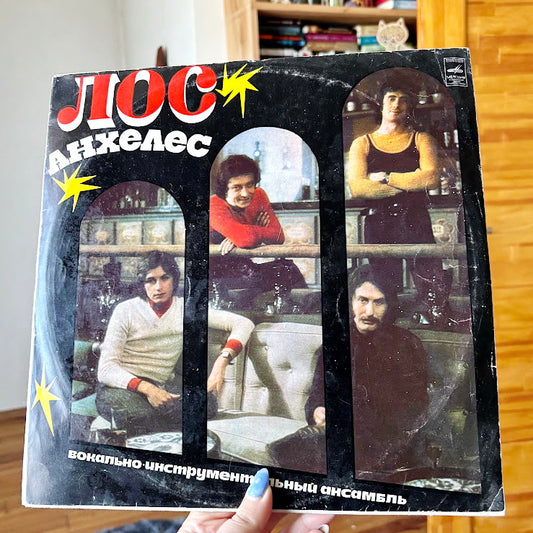 ЛОС
АНХЕЛЕС
вокально-инструментальный ансамбль